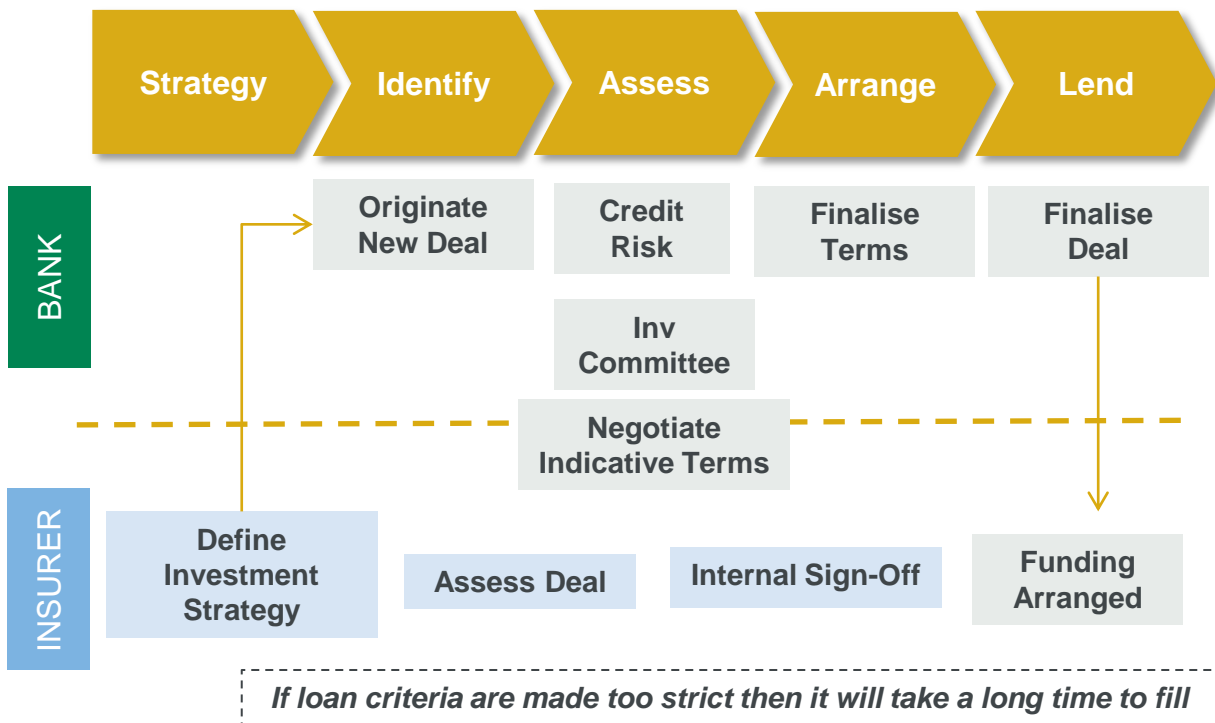 Strategy
Identify
Assess
Arrange
Lend
BANK
Originate
New Deal
Credit
Risk
Finalise
Terms
Finalise
Deal
Inv
Committee
Negotiate
Indicative Terms
INSURER
Define
Investment
Strategy
Assess Deal
Internal Sign-Off
Funding
Arranged
If loan criteria are made too strict then it will take a long time to fill